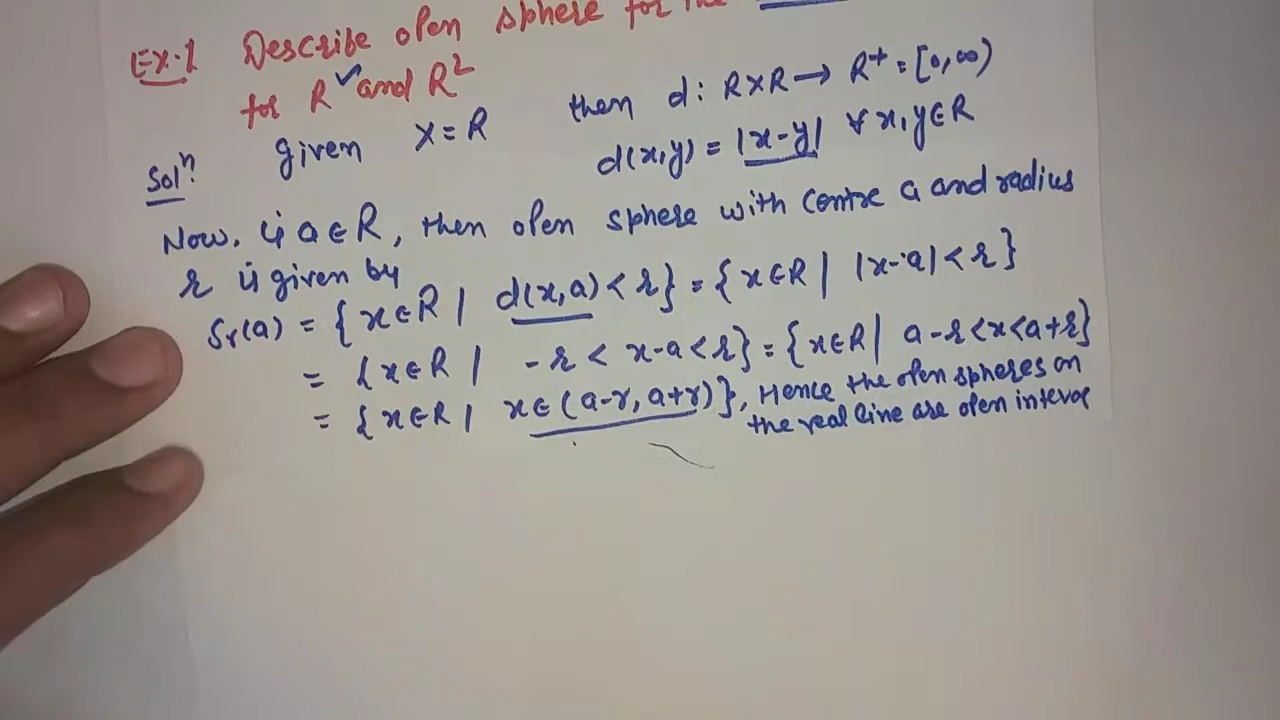 Ex.1 Describe open sphere for the
for R ✓ and R²
Solⁿ: given X = R then d: R×R → R⁺ = [0,∞)
d(x,y) = |x-y| ∀ x,y∈R
Now, if a∈R, then open sphere with centre a and radius
r is given by
Sr(a) = {x∈R | d(x,a) < r} = {x∈R | |x-a| < r}
= {x∈R | -r < x-a < r} = {x∈R | a-r<x<a+r}
= {x∈R | x∈(a-r, a+r)}, Hence the open spheres on
the real line are open interval